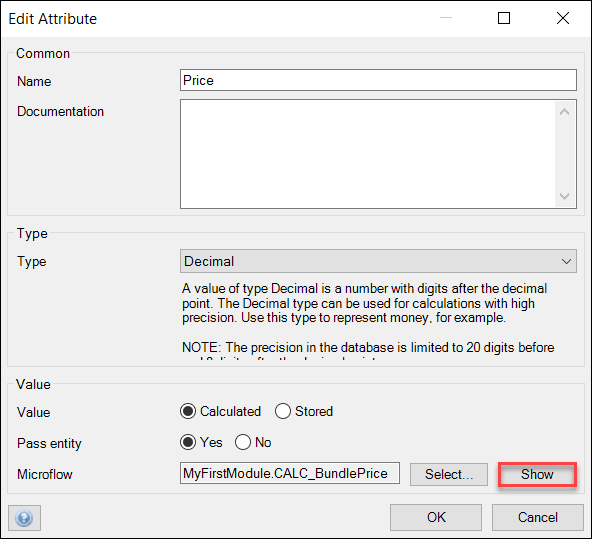 Edit Attribute
Common
Name
Price
Documentation
Type
Type
Decimal
A value of type Decimal is a number with digits after the decimal
point. The Decimal type can be used for calculations with high
precision. Use this type to represent money, for example.
NOTE: The precision in the database is limited to 20 digits before
Value
Value
Calculated
Stored
Pass entity
Yes
No
Microflow
MyFirstModule.CALC_BundlePrice
Select...
Show
?
OK
Cancel